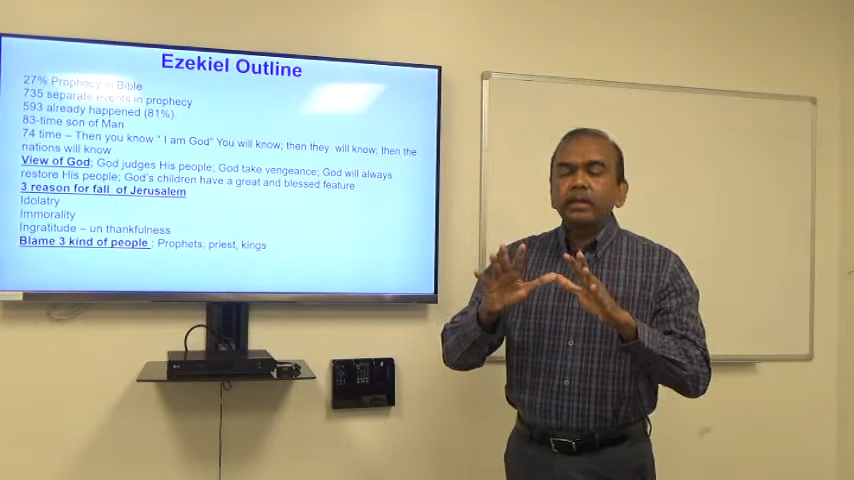 Ezekiel Outline
27% Prophecy in Bible
735 separate events in prophecy
593 already happened (81%).
83-time son of Man
74 time – Then you know “ I am God” You will know; then they will know; then the
nations will know
View of God; God judges His people; God take vengeance; God will always
restore His people; God's children have a great and blessed feature
3 reason for fall of Jerusalem
Idolatry
Immorality
Ingratitude – un thankfulness
Blame 3 kind of people : Prophets, priest, kings